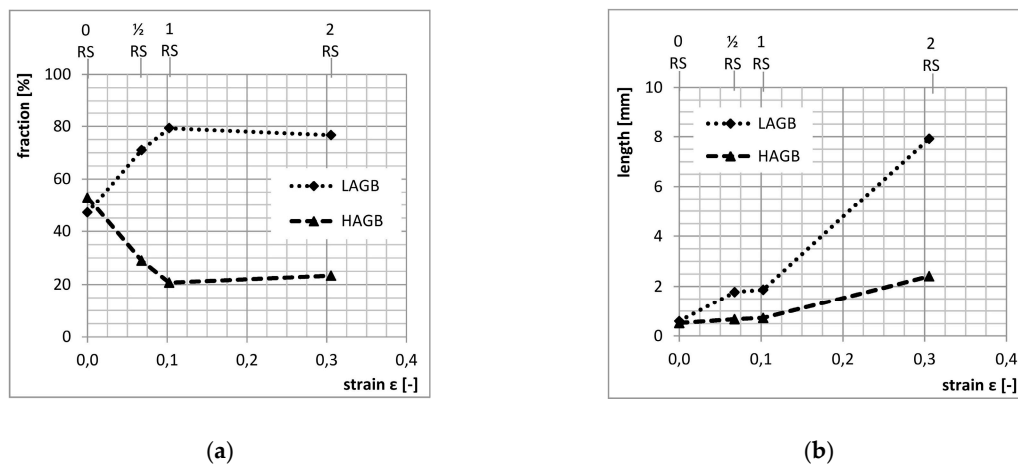 0 ½ 1 2
RS RS RS RS
fraction [%]
100
80
60
40
20
0
LAGB
HAGB
0,0 0,1 0,2 0,3 0,4
strain ε [-]
(a)
0 ½ 1 2
RS RS RS RS
length [mm]
10
8
6
4
2
0
LAGB
HAGB
0,0 0,1 0,2 0,3 0,4
strain ε [-]
(b)